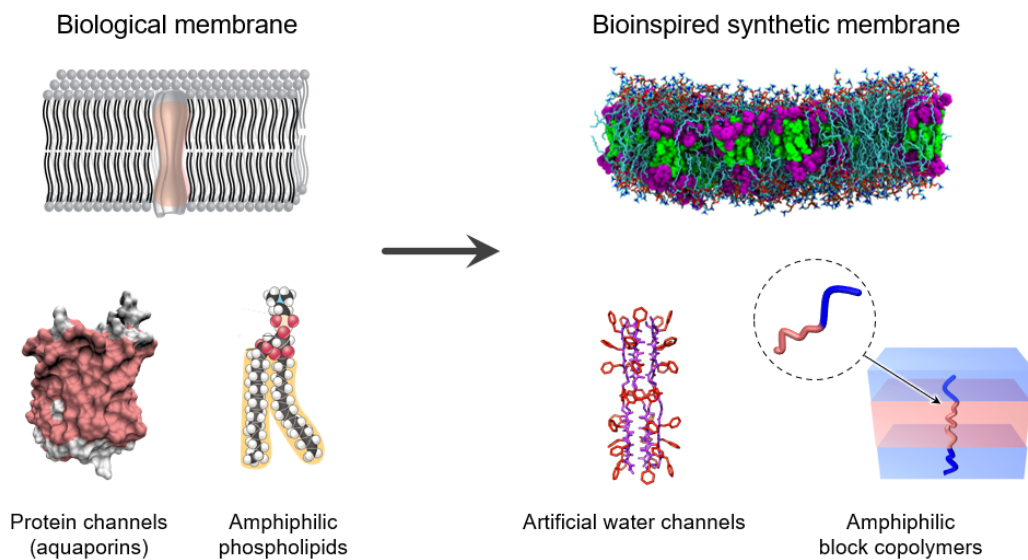 Biological membrane
Bioinspired synthetic membrane
Protein channels
(aquaporins)
Amphiphilic
phospholipids
Artificial water channels
Amphiphilic
block copolymers